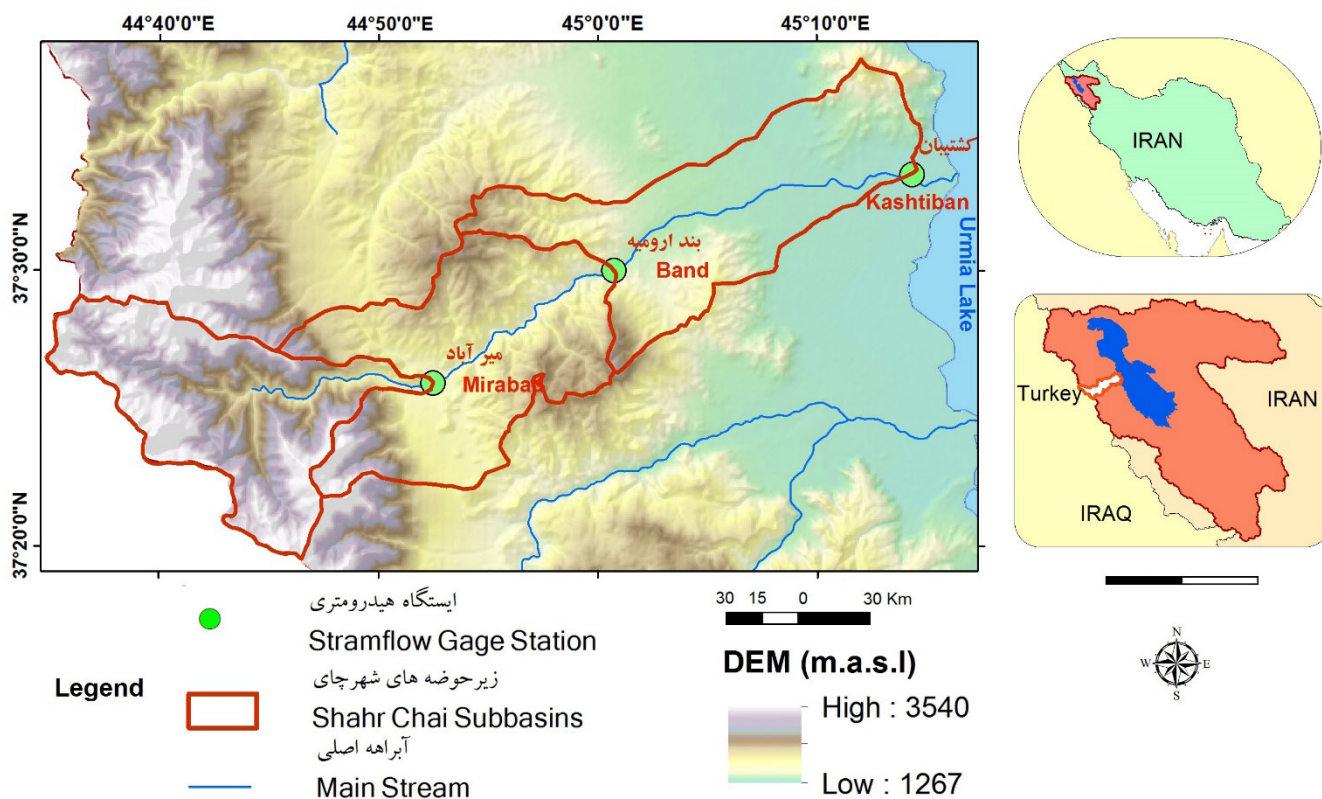 44°40'0"E
44°50'0"E
45°0'0"E
45°10'0"E
37°30'0"N
37°20'0"N
کشتیبان
Kashtiban
بند ارومیه
Band
میر آباد
Mirabad
Urmia Lake
IRAN
Turkey
IRAN
IRAQ
Legend
ایستگاه هیدرومتری
Stramflow Gage Station
زیرحوضه های شهرچای
Shahr Chai Subbasins
آبراهه اصلی
Main Stream
30 15 0 30 Km
DEM (m.a.s.l)
High : 3540
Low : 1267
N
W E
S